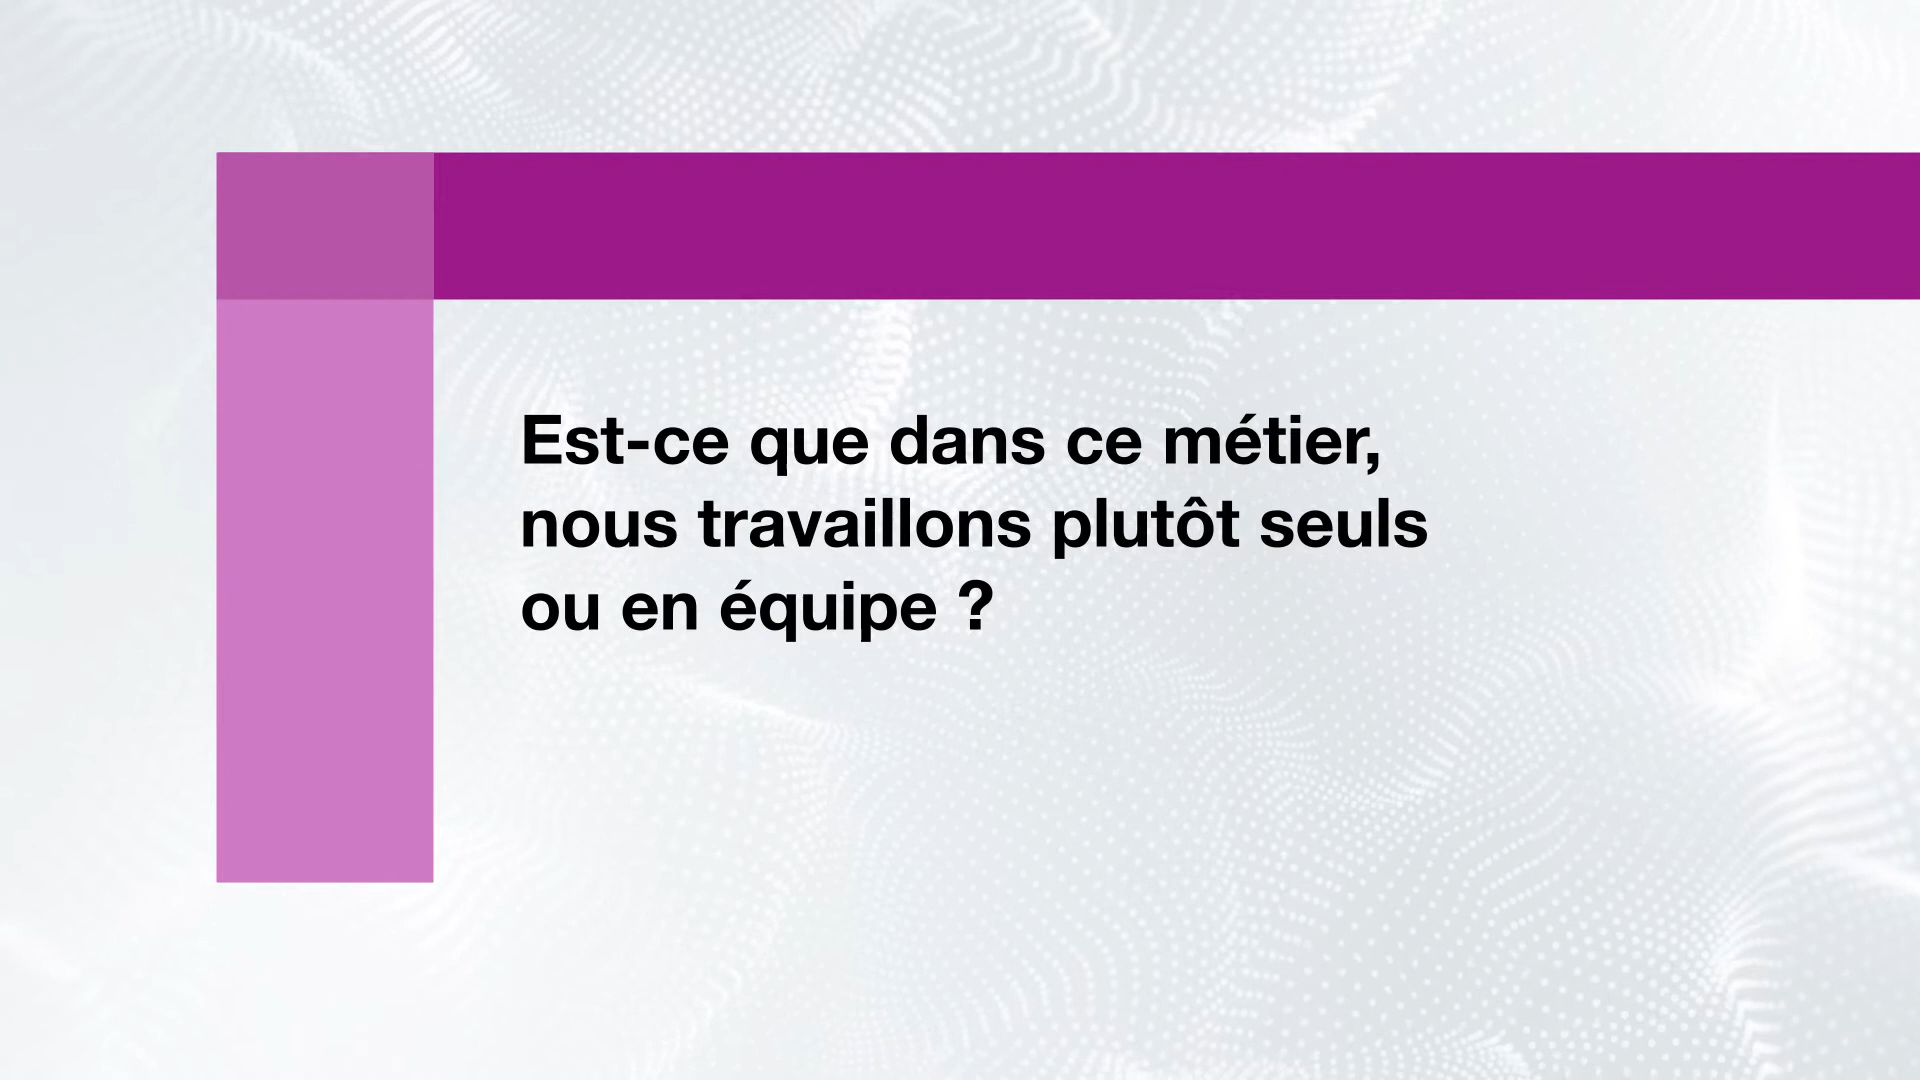 Est-ce que dans ce métier,
nous travaillons plutôt seuls
ou en équipe ?